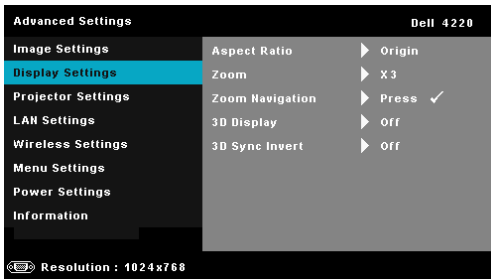 Advanced Settings Dell 4220
Image Settings Aspect Ratio Origin
Display Settings Zoom X3
Projector Settings Zoom Navigation Press ✓
LAN Settings 3D Display Off
Wireless Settings 3D Sync Invert Off
Menu Settings
Power Settings
Information
Resolution : 1024x768